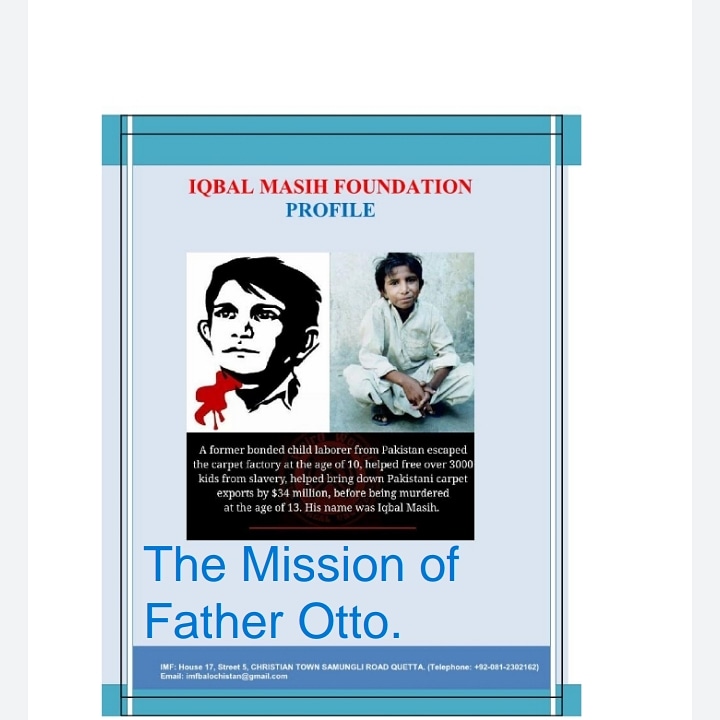 IQBAL MASIH FOUNDATION
PROFILE
A former bonded child laborer from Pakistan escaped
the carpet factory at the age of 10, helped free over 3000
kids from slavery, helped bring down Pakistani carpet
exports by $34 million, before being murdered
at the age of 13. His name was Iqbal Masih.
The Mission of
Father Otto.
IMF: House 17, Street 5, CHRISTIAN TOWN SAMUNGLI ROAD QUETTA. (Telephone: +92-081-2302162)
Email: imfbalochistan@gmail.com